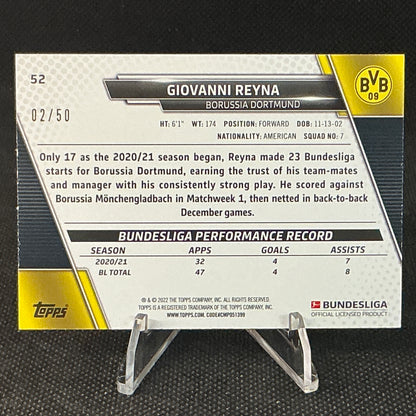 52
GIOVANNI REYNA
BORUSSIA DORTMUND
BVB
09
02/50
HT: 6'1" WT: 174 POSITION: FORWARD DOB: 11-13-02
NATIONALITY: AMERICAN SQUAD NO: 7
Only 17 as the 2020/21 season began, Reyna made 23 Bundesliga
starts for Borussia Dortmund, earning the trust of his team-mates
and manager with his consistently strong play. He scored against
Borussia Mönchengladbach in Matchweek 1, then netted in back-to-back
December games.
BUNDESLIGA PERFORMANCE RECORD
SEASON APPS GOALS ASSISTS
2020/21 32 4 7
BL TOTAL 47 4 8
Topps
® & © 2022 THE TOPPS COMPANY, INC. ALL RIGHTS RESERVED.
TOPPS IS A REGISTERED TRADEMARK OF THE TOPPS COMPANY, INC.
WWW.TOPPS.COM. CODE#CMP051390
BUNDESLIGA
OFFICIAL LICENSED PRODUCT